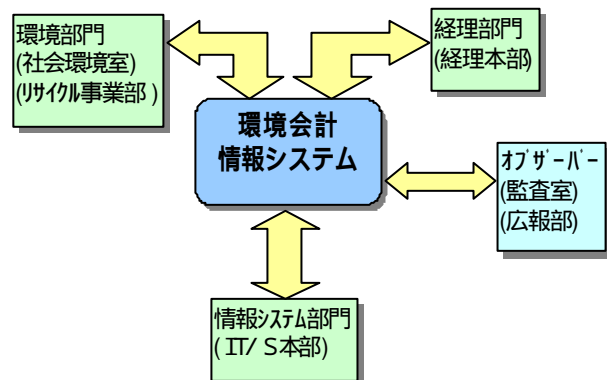 環境部門
(社会環境室)
(ﾘｻｲｸﾙ事業部 )
経理部門
(経理本部)
環境会計
情報システム
ｵﾌﾞｻﾞｰﾊﾞｰ
(監査室)
(広報部)
情報ｼｽﾃﾑ部門
( IT/ S本部)